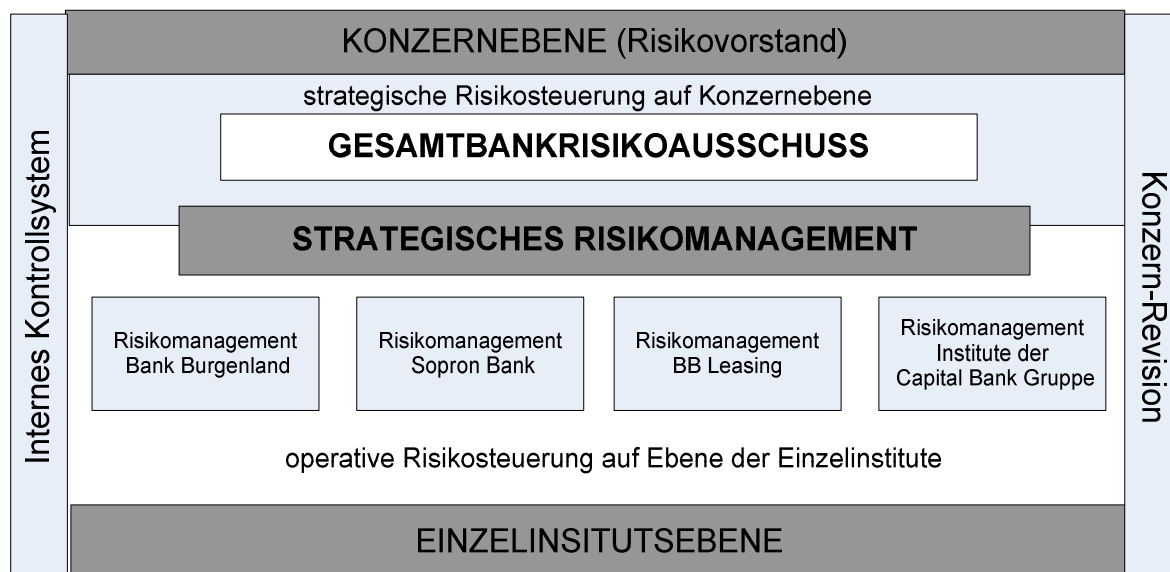 KONZERNEBENE (Risikovorstand)
strategische Risikosteuerung auf Konzernebene
GESAMTBANKRISIKOAUSSCHUSS
STRATEGISCHES RISIKOMANAGEMENT
Internes Kontrollsystem
Konzern-Revision
Risikomanagement
Bank Burgenland
Risikomanagement
Sopron Bank
Risikomanagement
BB Leasing
Risikomanagement
Institute der
Capital Bank Gruppe
operative Risikosteuerung auf Ebene der Einzelinstitute
EINZELINSITUTSEBENE